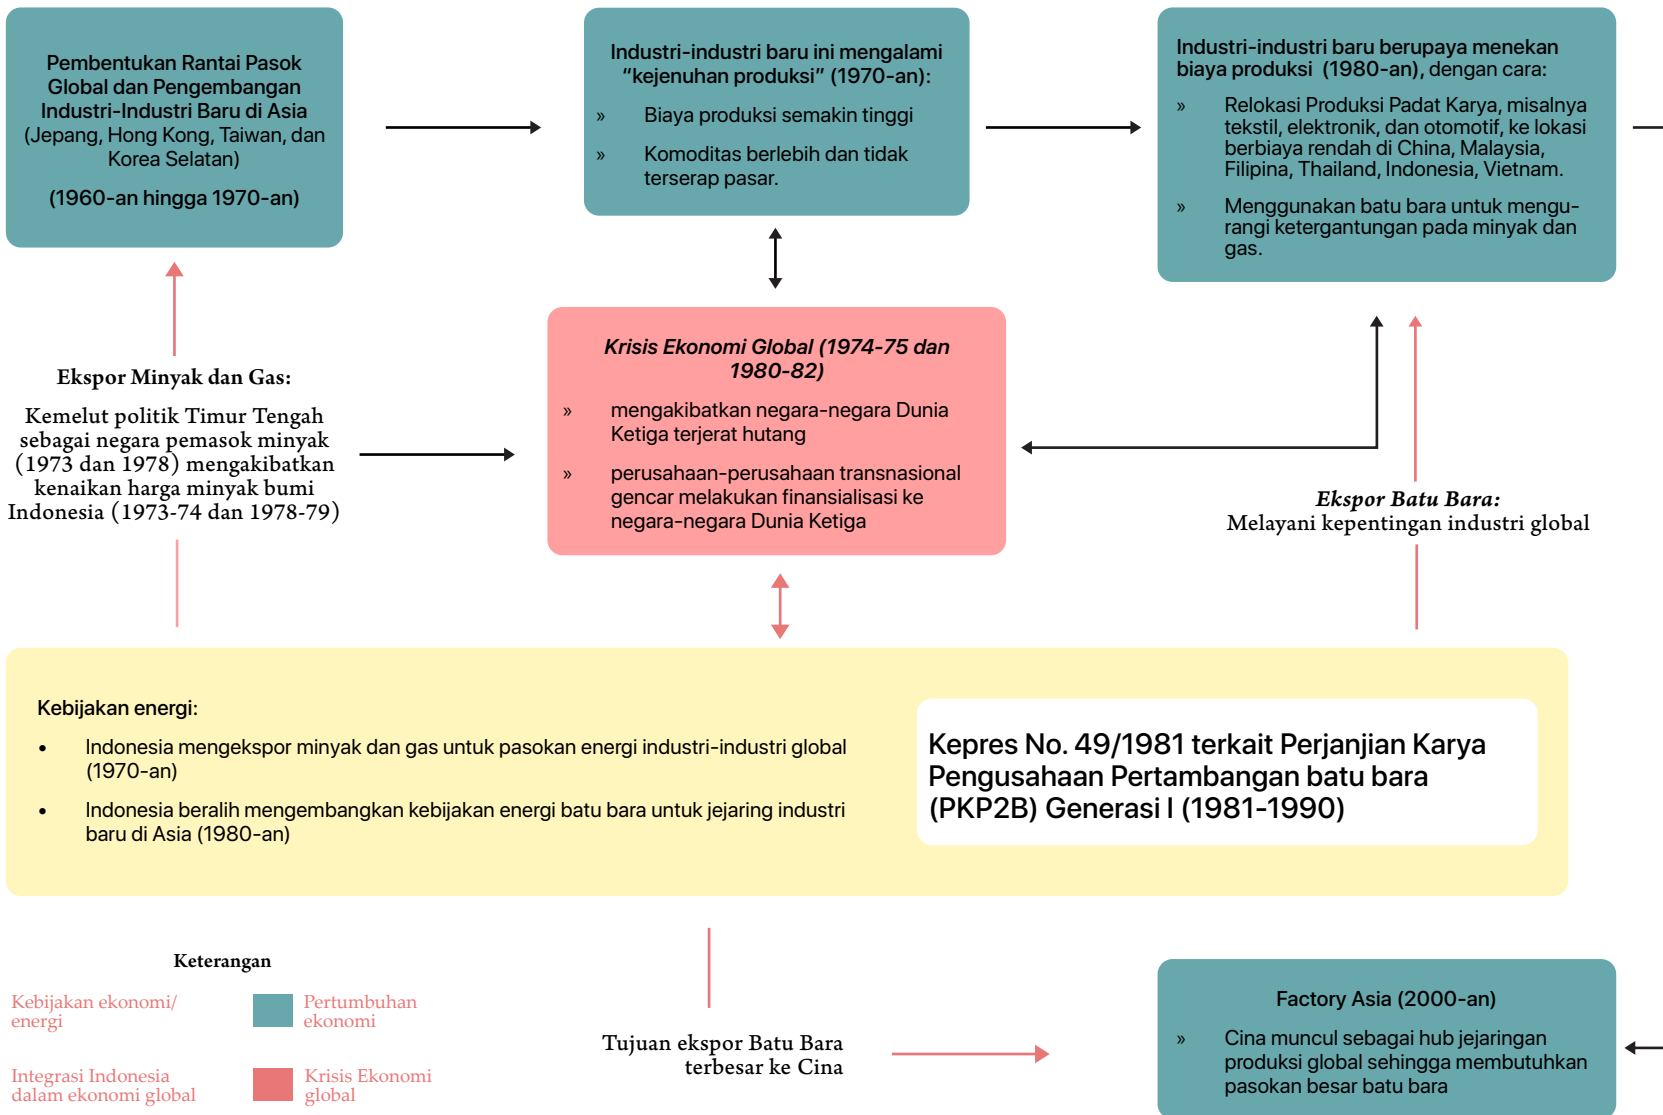 Pembentukan Rantai Pasok
Global dan Pengembangan
Industri-Industri Baru di Asia
(Jepang, Hong Kong, Taiwan, dan
Korea Selatan)
(1960-an hingga 1970-an)
Industri-industri baru ini mengalami
“kejenuhan produksi” (1970-an):
» Biaya produksi semakin tinggi
» Komoditas berlebih dan tidak
terserap pasar.
Industri-industri baru berupaya menekan
biaya produksi (1980-an), dengan cara:
» Relokasi Produksi Padat Karya, misalnya
tekstil, elektronik, dan otomotif, ke lokasi
berbiaya rendah di China, Malaysia,
Filipina, Thailand, Indonesia, Vietnam.
» Menggunakan batu bara untuk mengu-
rangi ketergantungan pada minyak dan
gas.
Ekspor Minyak dan Gas:
Kemelut politik Timur Tengah
sebagai negara pemasok minyak
(1973 dan 1978) mengakibatkan
kenaikan harga minyak bumi
Indonesia (1973-74 dan 1978-79)
Krisis Ekonomi Global (1974-75 dan
1980-82)
» mengakibatkan negara-negara Dunia
Ketiga terjerat hutang
» perusahaan-perusahaan transnasional
gencar melakukan finansialisasi ke
negara-negara Dunia Ketiga
Ekspor Batu Bara:
Melayani kepentingan industri global
Kebijakan energi:
• Indonesia mengekspor minyak dan gas untuk pasokan energi industri-industri global
(1970-an)
• Indonesia beralih mengembangkan kebijakan energi batu bara untuk jejaring industri
baru di Asia (1980-an)
Kepres No. 49/1981 terkait Perjanjian Karya
Pengusahaan Pertambangan batu bara
(PKP2B) Generasi I (1981-1990)
Keterangan
Kebijakan ekonomi/
energi
Pertumbuhan
ekonomi
Integrasi Indonesia
dalam ekonomi global
Krisis Ekonomi
global
Tujuan ekspor Batu Bara
terbesar ke Cina
Factory Asia (2000-an)
» Cina muncul sebagai hub jejaringan
produksi global sehingga membutuhkan
pasokan besar batu bara